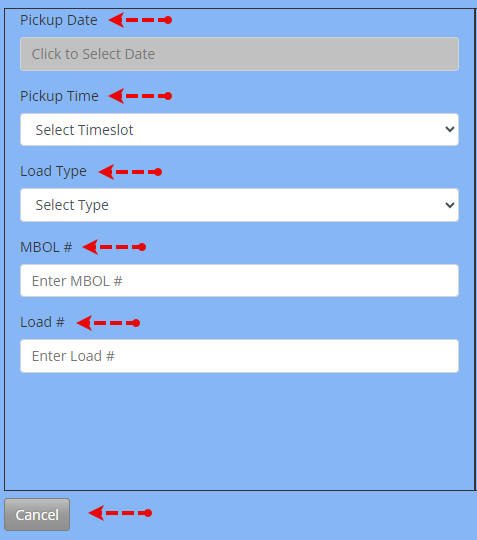 Pickup Date
Click to Select Date
Pickup Time
Select Timeslot
Load Type
Select Type
MBOL #
Enter MBOL #
Load #
Enter Load #
Cancel